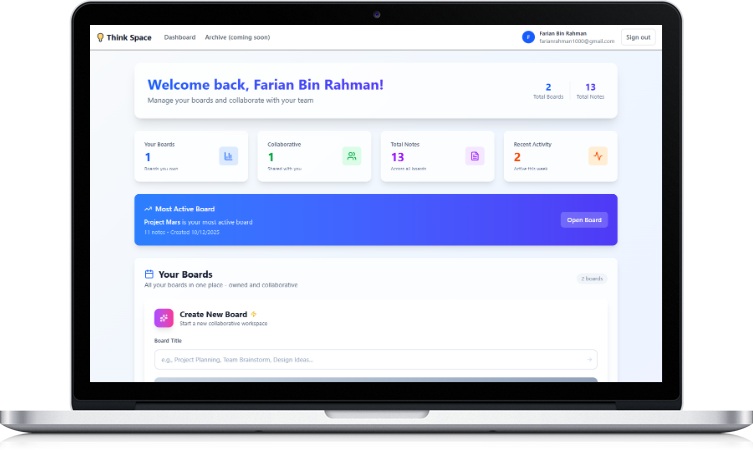 Think Space
Dashboard
Archive (coming soon)
F
Farian Bin Rahman
farianrahman1000@gmail.com
Sign out
Welcome back, Farian Bin Rahman!
Manage your boards and collaborate with your team
2
Total Boards
13
Total Notes
Your Boards
1
Boards you own
Collaborative
1
Shared with you
Total Notes
13
Across all boards
Recent Activity
2
Active this week
Most Active Board
Project Mars is your most active board
11 notes • Created 10/12/2025
Open Board
Your Boards
All your boards in one place - owned and collaborative
2 boards
Create New Board
Start a new collaborative workspace
Board Title
e.g., Project Planning, Team Brainstorm, Design Ideas...